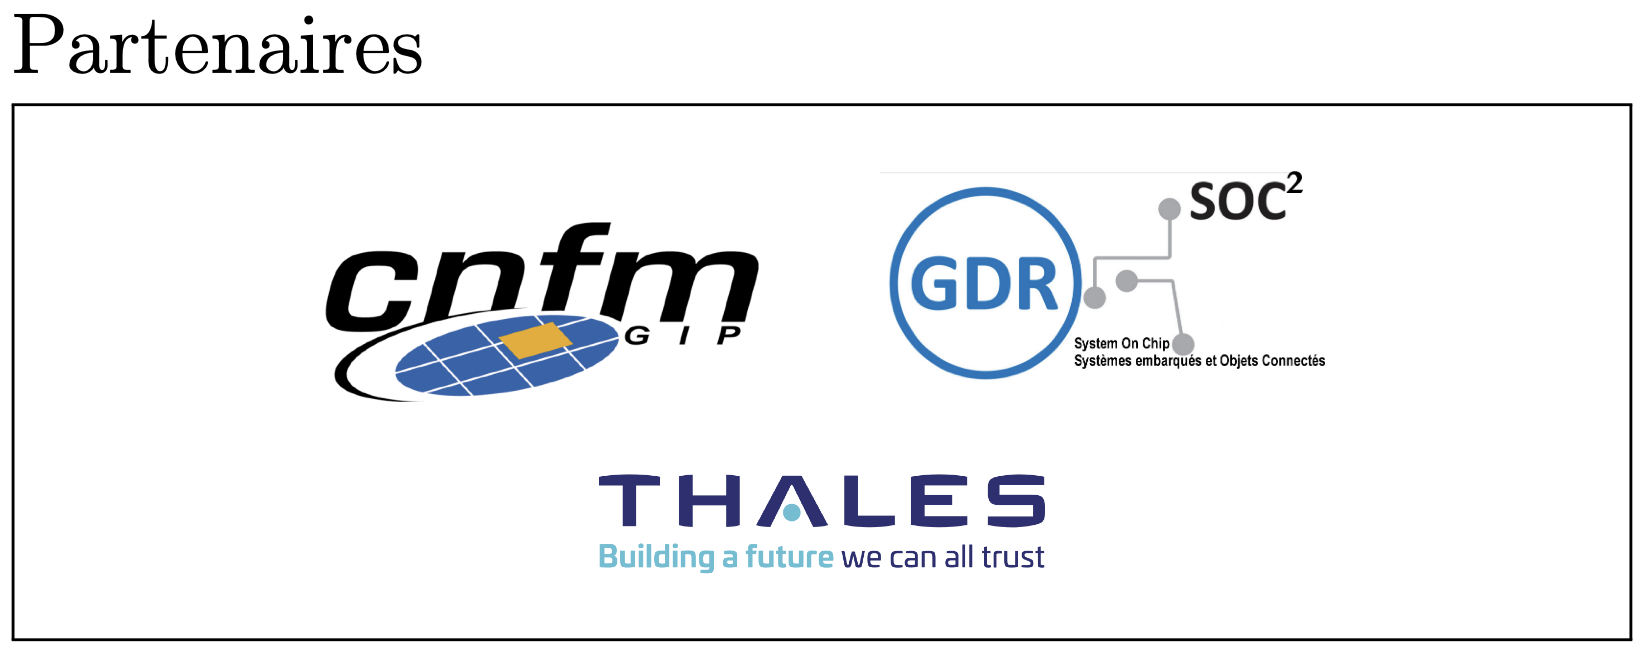 Partenaires
cnfm
GIP
GDR
SOC²
System On Chip
Systèmes embarqués et Objets Connectés
THALES
Building a future we can all trust